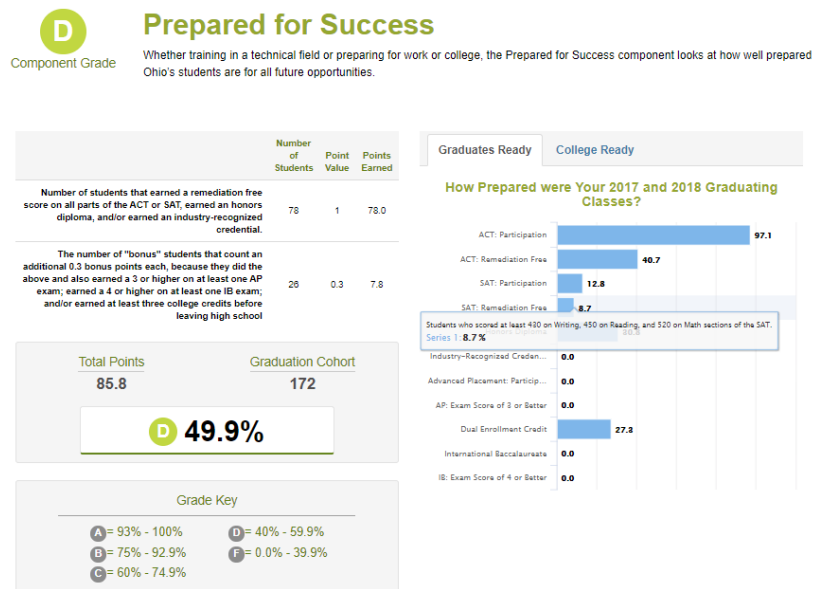 D
Component Grade
Prepared for Success
Whether training in a technical field or preparing for work or college, the Prepared for Success component looks at how well prepared
Ohio's students are for all future opportunities.
Number of Students
Point Value
Points Earned
Number of students that earned a remediation free
score on all parts of the ACT or SAT, earned an honors
diploma, and/or earned an industry-recognized
credential.
78 1 78.0
The number of "bonus" students that count an
additional 0.3 bonus points each, because they did the
above and also earned a 3 or higher on at least one AP
exam; earned a 4 or higher on at least one IB exam;
and/or earned at least three college credits before
leaving high school
26 0.3 7.8
Total Points
85.8
Graduation Cohort
172
D 49.9%
Grade Key
A = 93% - 100%
B = 75% - 92.9%
C = 60% - 74.9%
D = 40% - 59.9%
F = 0.0% - 39.9%
Graduates Ready
College Ready
How Prepared were Your 2017 and 2018 Graduating
Classes?
ACT: Participation 97.1
ACT: Remediation Free 40.7
SAT: Participation 12.8
SAT: Remediation Free 8.7
Students who scored at least 430 on Writing, 450 on Reading, and 520 on Math sections of the SAT.
Series 1: 8.7 %
Honors Diploma
Industry-Recognized Creden... 0.0
Advanced Placement: Particip... 0.0
AP: Exam Score of 3 or Better 0.0
Dual Enrollment Credit 27.3
International Baccalaureate 0.0
IB: Exam Score of 4 or Better 0.0